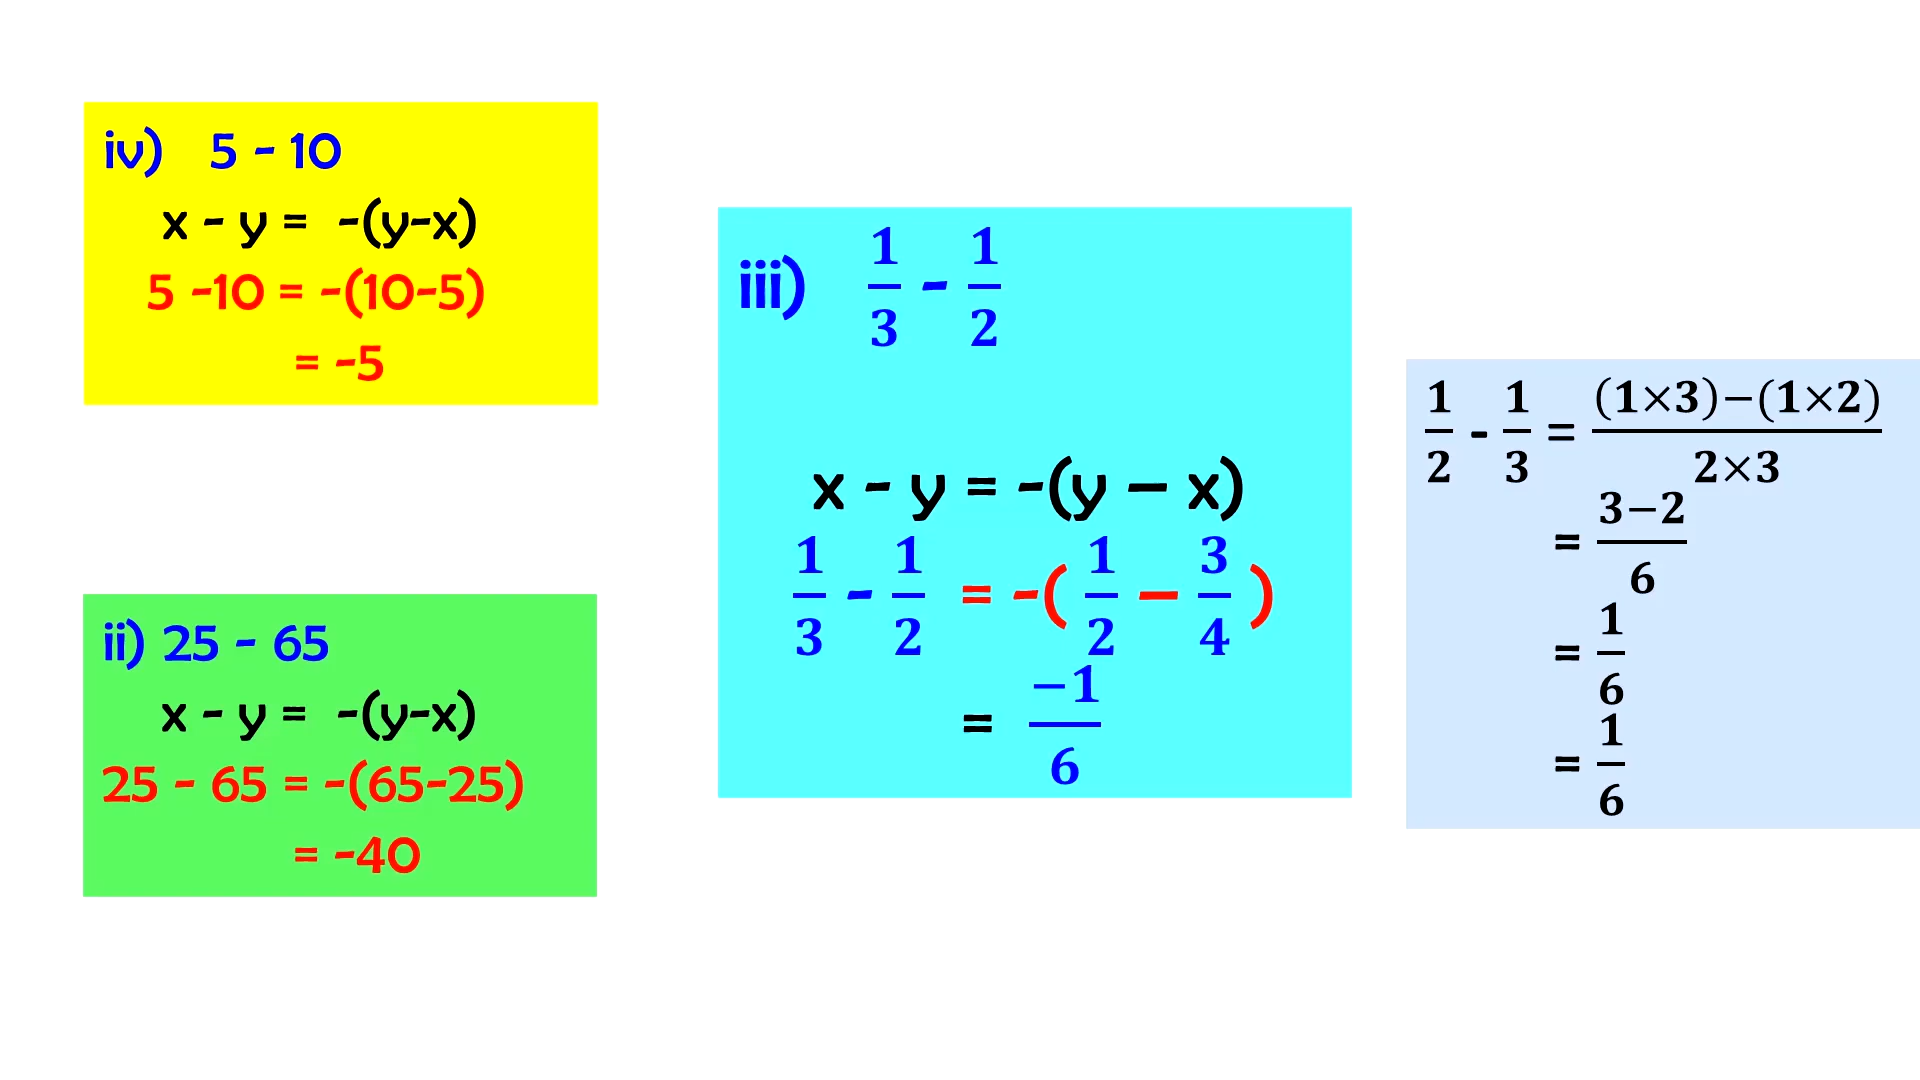 iv) 5 - 10
x - y = -(y-x)
5 -10 = -(10-5)
= -5
ii) 25 - 65
x - y = -(y-x)
25 - 65 = -(65-25)
= -40
iii) 1/3 - 1/2
x - y = -(y – x)
1/3 - 1/2 = -( 1/2 – 3/4 )
= −1/6
1/2 - 1/3 = (1×3)−(1×2)/2×3
= 3−2/6
= 1/6
= 1/6